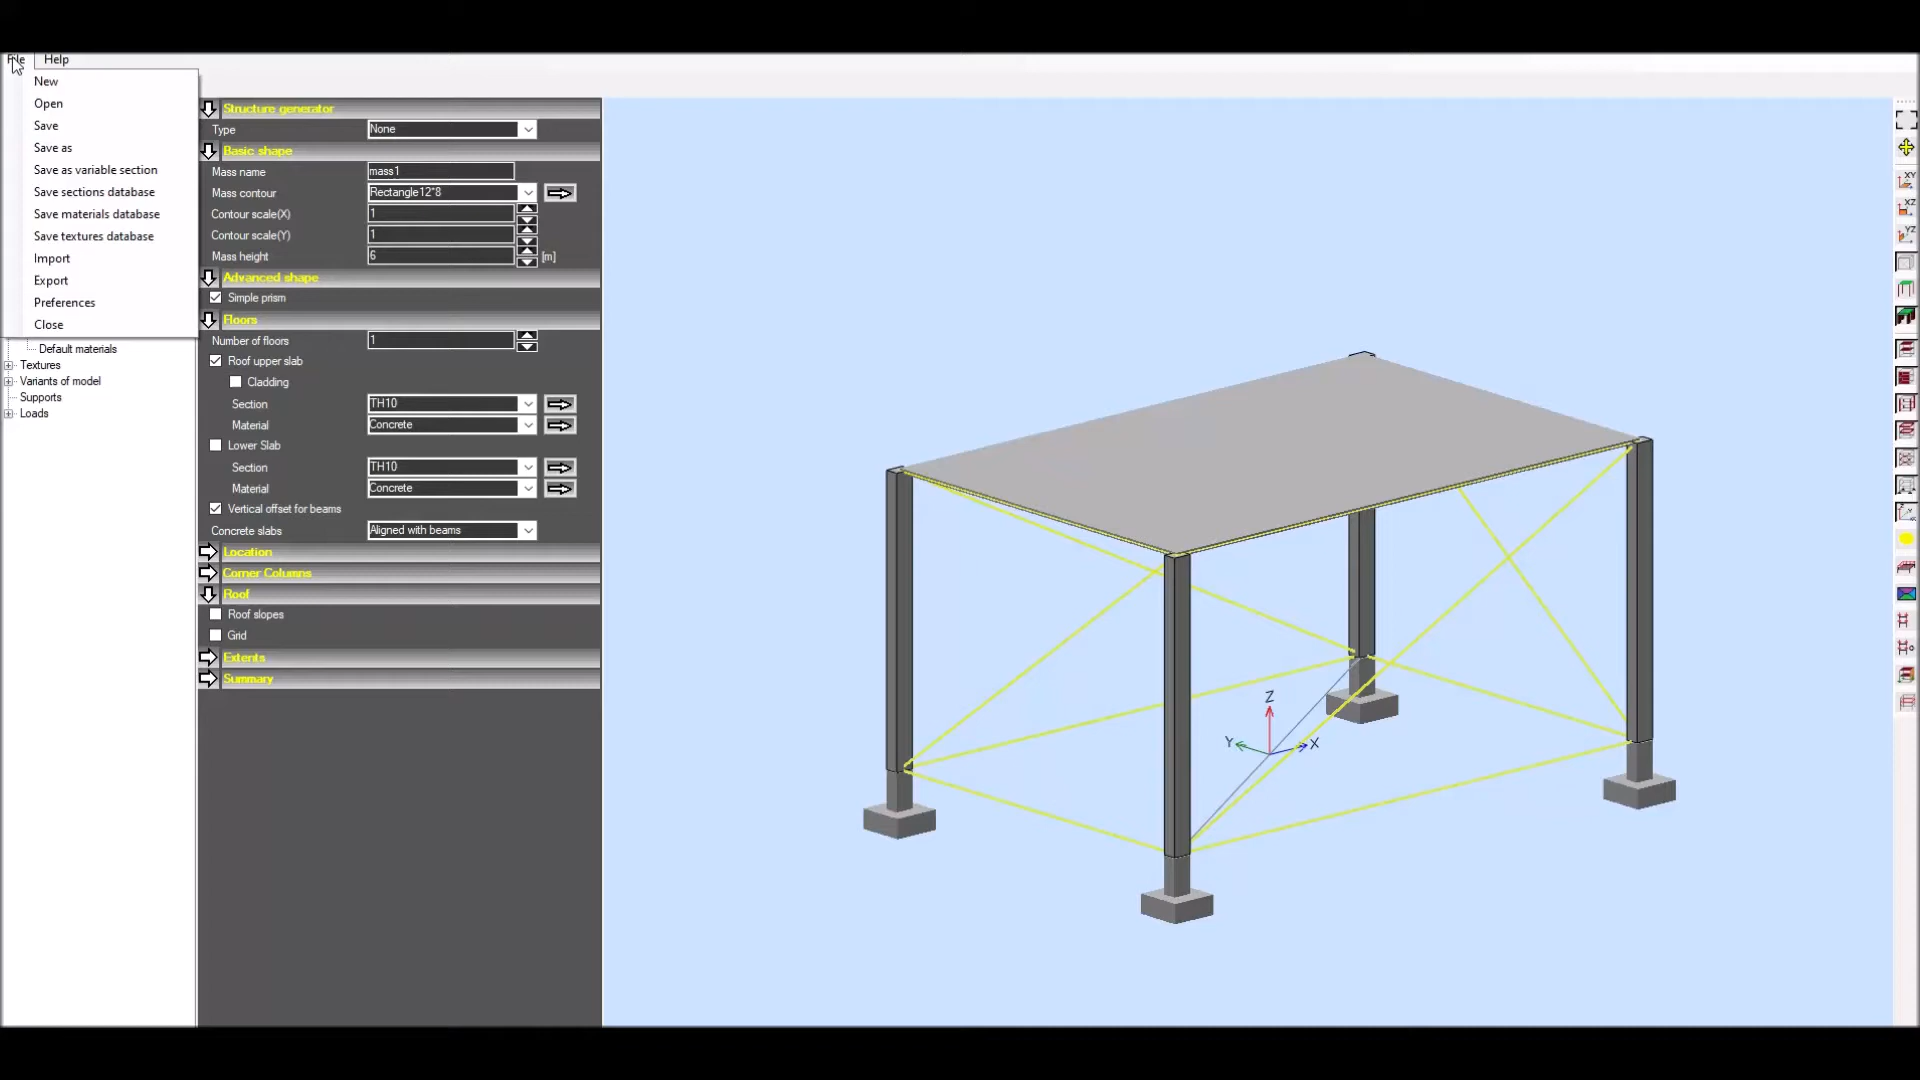 File Help
New
Open
Save
Save as
Save as variable section
Save sections database
Save materials database
Save textures database
Import
Export
Preferences
Close
Default materials
Textures
Variants of model
Supports
Loads
Structure generator
Type None
Basic shape
Mass name mass1
Mass contour Rectangle12*8
Contour scale(X) 1
Contour scale(Y) 1
Mass height 6 [m]
Advanced shape
Simple prism
Floors
Number of floors 1
Roof upper slab
Cladding
Section TH10
Material Concrete
Lower Slab
Section TH10
Material Concrete
Vertical offset for beams
Concrete slabs Aligned with beams
Location
Corner Columns
Roof
Roof slopes
Grid
Extents
Summary
Z
Y X
XY
XZ
YZ